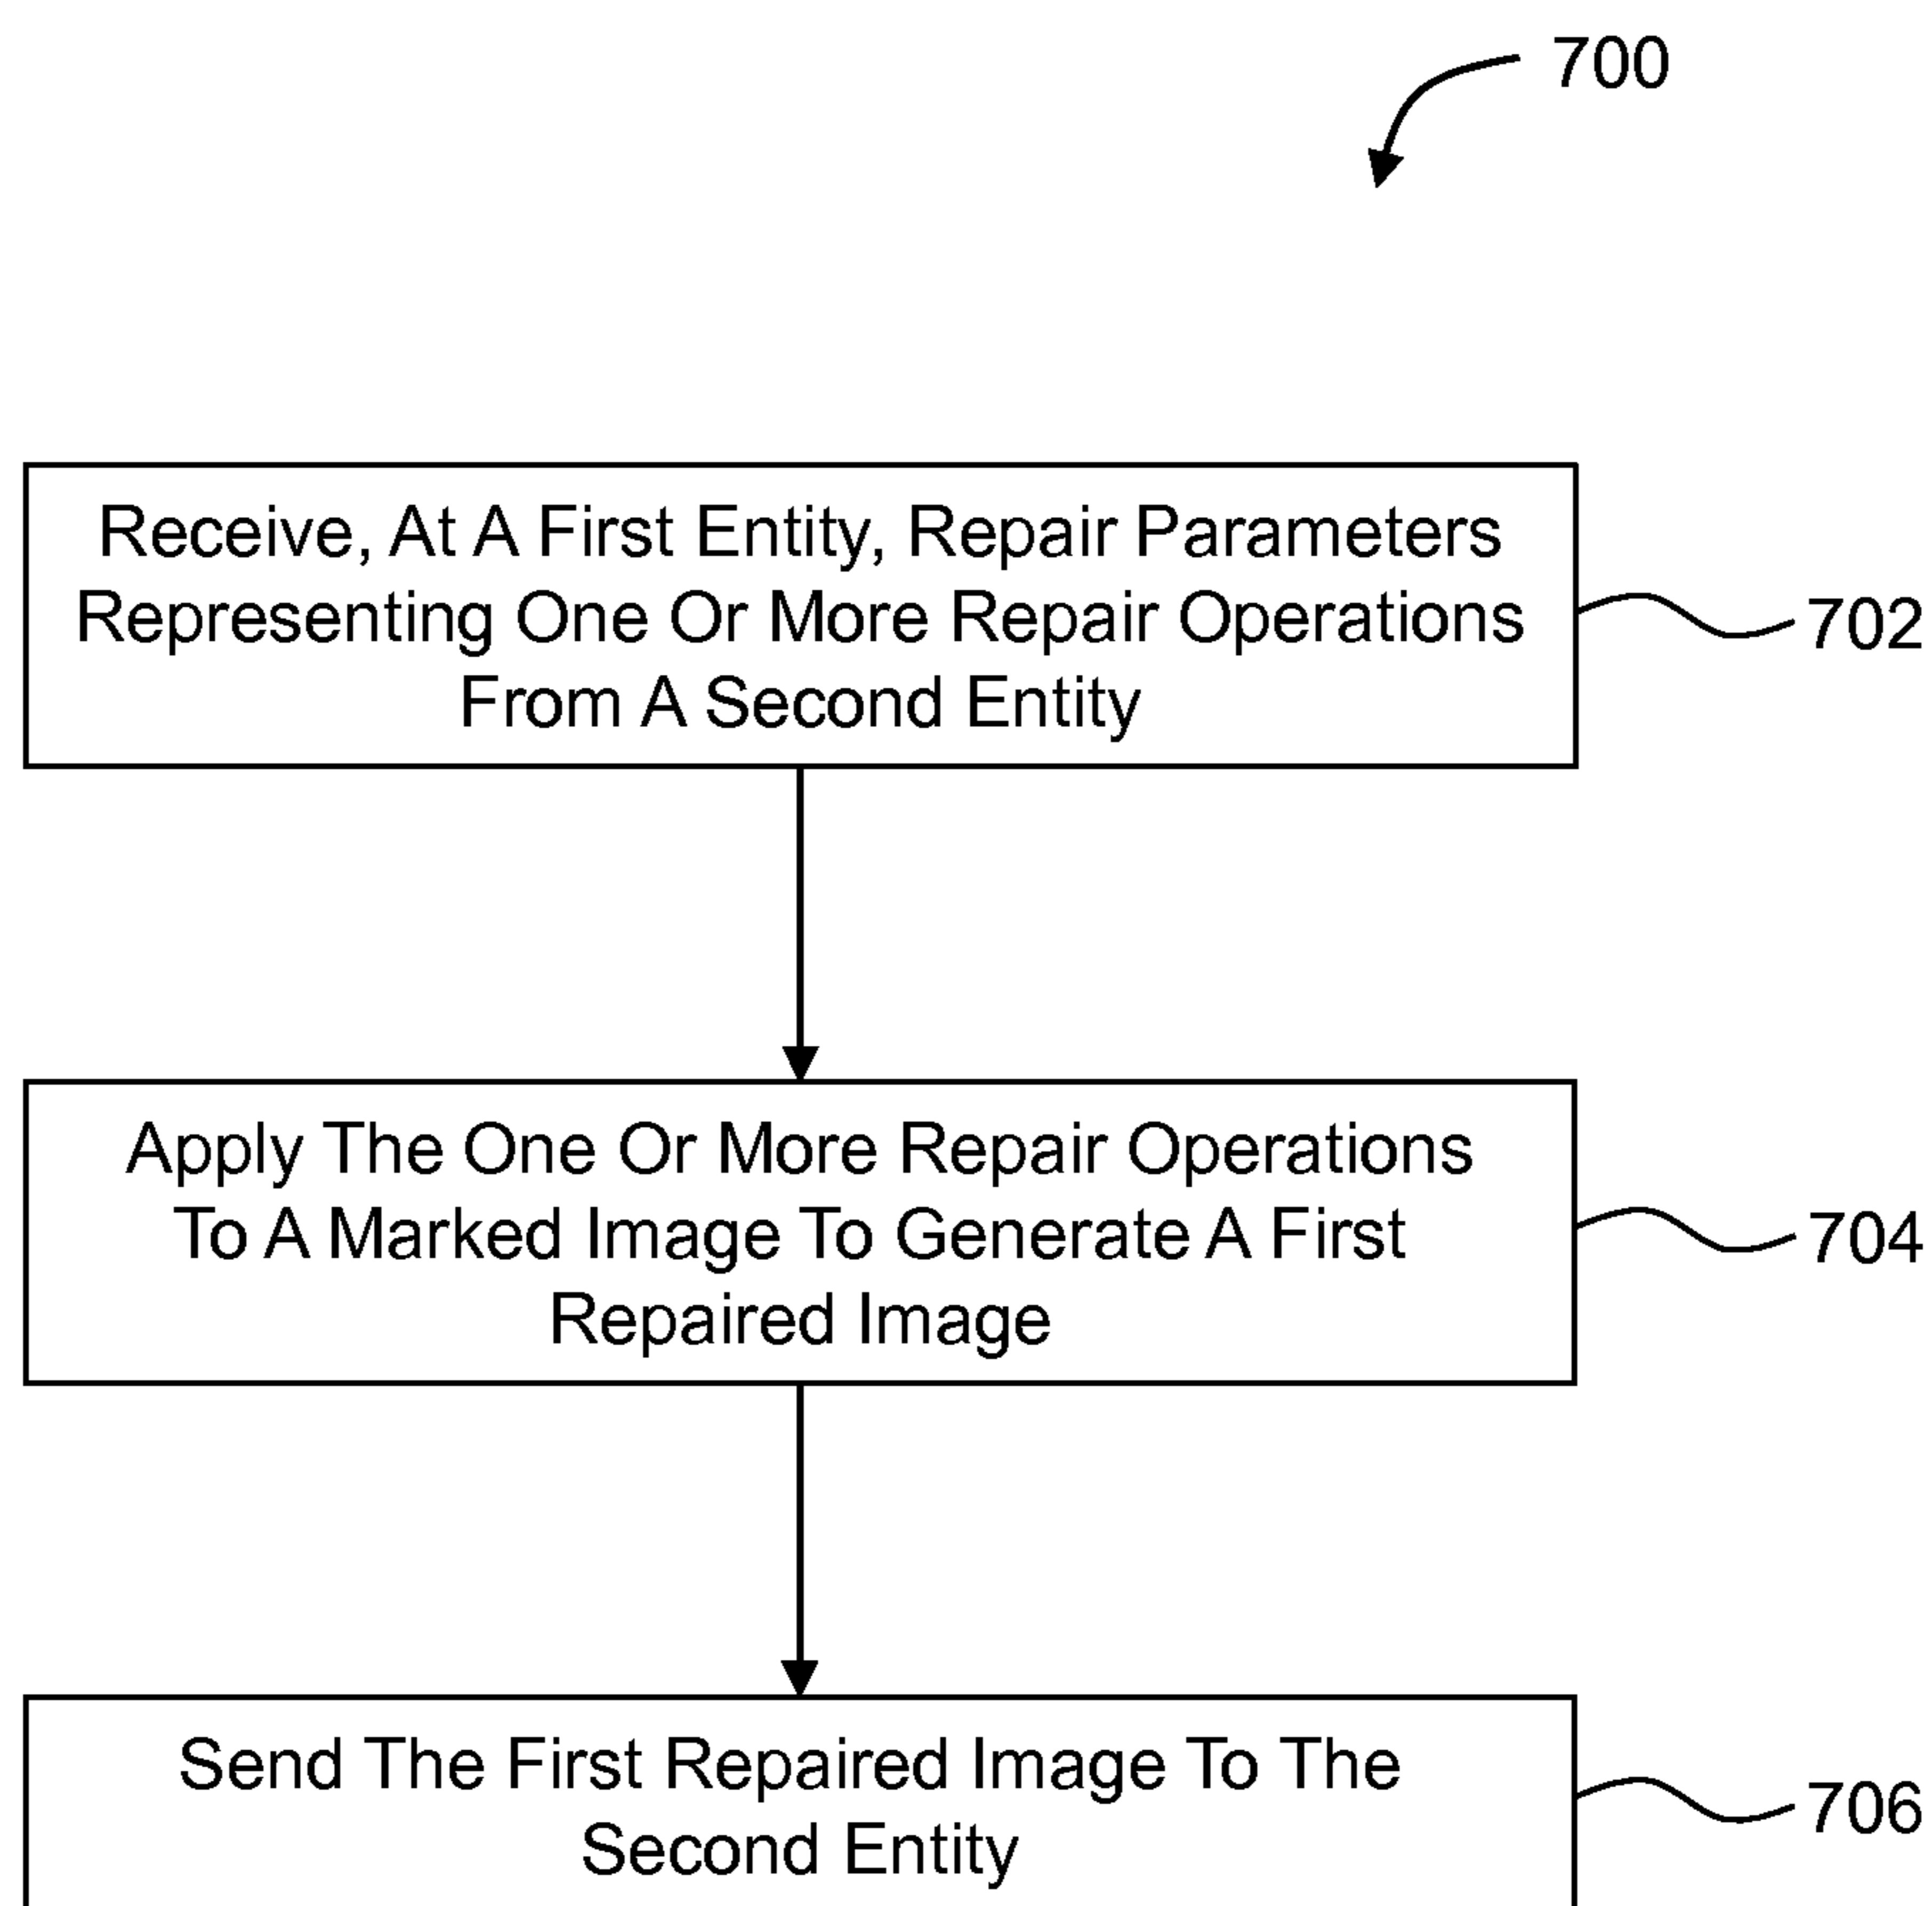 700
Receive, At A First Entity, Repair Parameters
Representing One Or More Repair Operations
From A Second Entity
702
Apply The One Or More Repair Operations
To A Marked Image To Generate A First
Repaired Image
704
Send The First Repaired Image To The
Second Entity
706